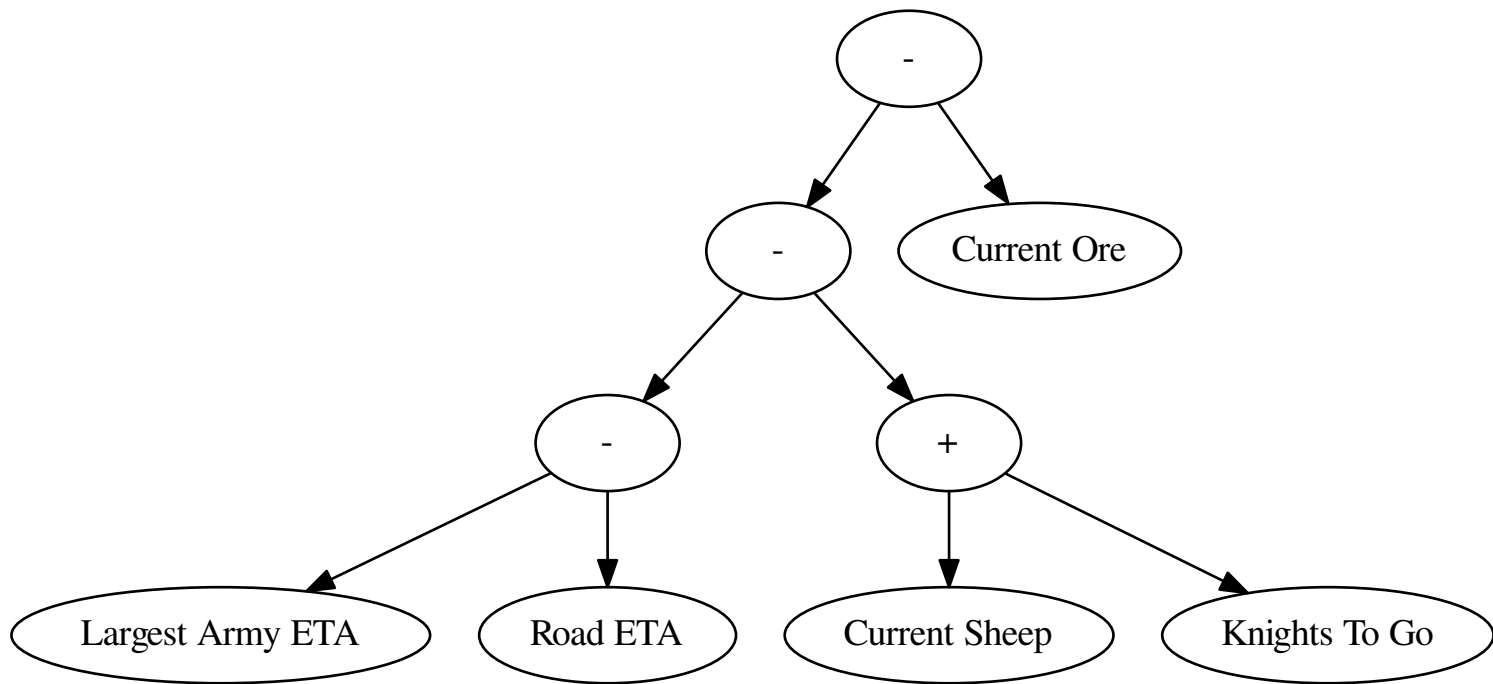 -
-
Current Ore
-
+
Largest Army ETA
Road ETA
Current Sheep
Knights To Go